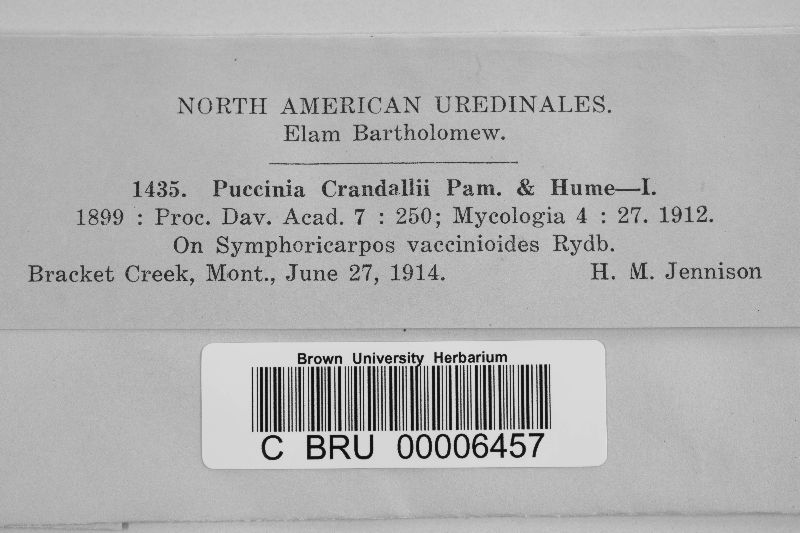 NORTH AMERICAN UREDINALES.
Elam Bartholomew.
1435. Puccinia Crandallii Pam. & Hume—I.
1899 : Proc. Dav. Acad. 7 : 250; Mycologia 4 : 27. 1912.
On Symphoricarpos vaccinioides Rydb.
Bracket Creek, Mont., June 27, 1914. H. M. Jennison
Brown University Herbarium
C BRU 00006457